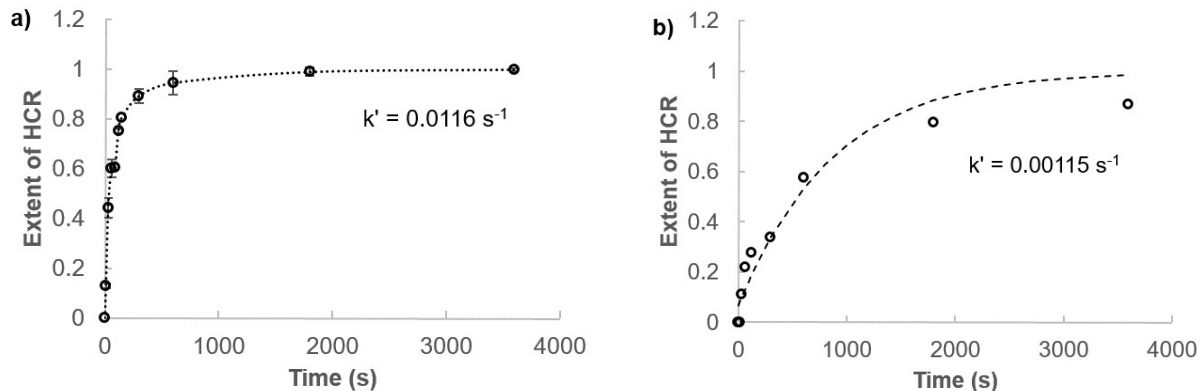 a)
Extent of HCR
1.2
1
0.8
0.6
0.4
0.2
0
k' = 0.0116 s⁻¹
0 1000 2000 3000 4000
Time (s)
b)
Extent of HCR
1.2
1
0.8
0.6
0.4
0.2
0
k' = 0.00115 s⁻¹
0 1000 2000 3000 4000
Time (s)